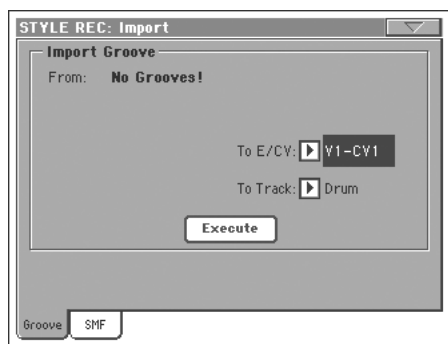 STYLE REC: Import
Import Groove
From: No Grooves!
To E/CV: V1-CV1
To Track: Drum
Execute
Groove SMF